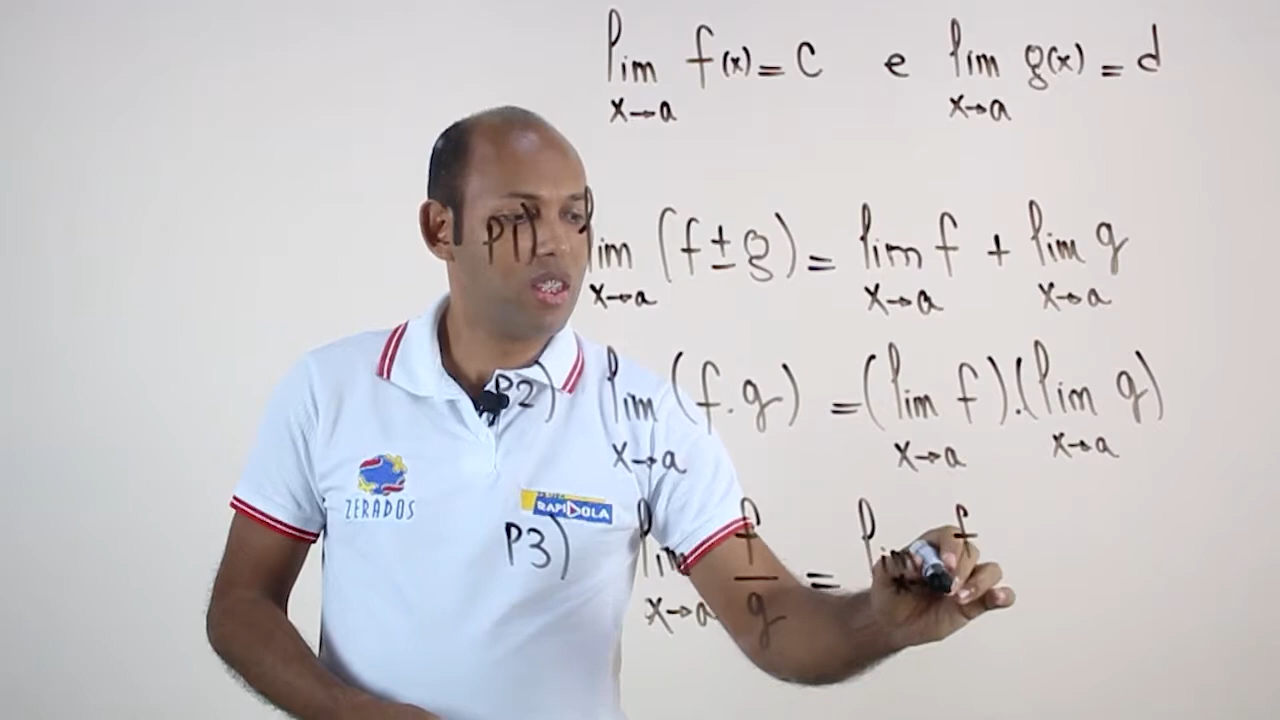 lim f(x) = c e lim g(x) = d
x→a x→a
P1) lim (f ± g) = lim f + lim g
x→a x→a x→a
P2) lim (f . g) = (lim f).(lim g)
x→a x→a x→a
P3) lim f/g = lim f
x→a
ZERADOS
RAPIDOLA